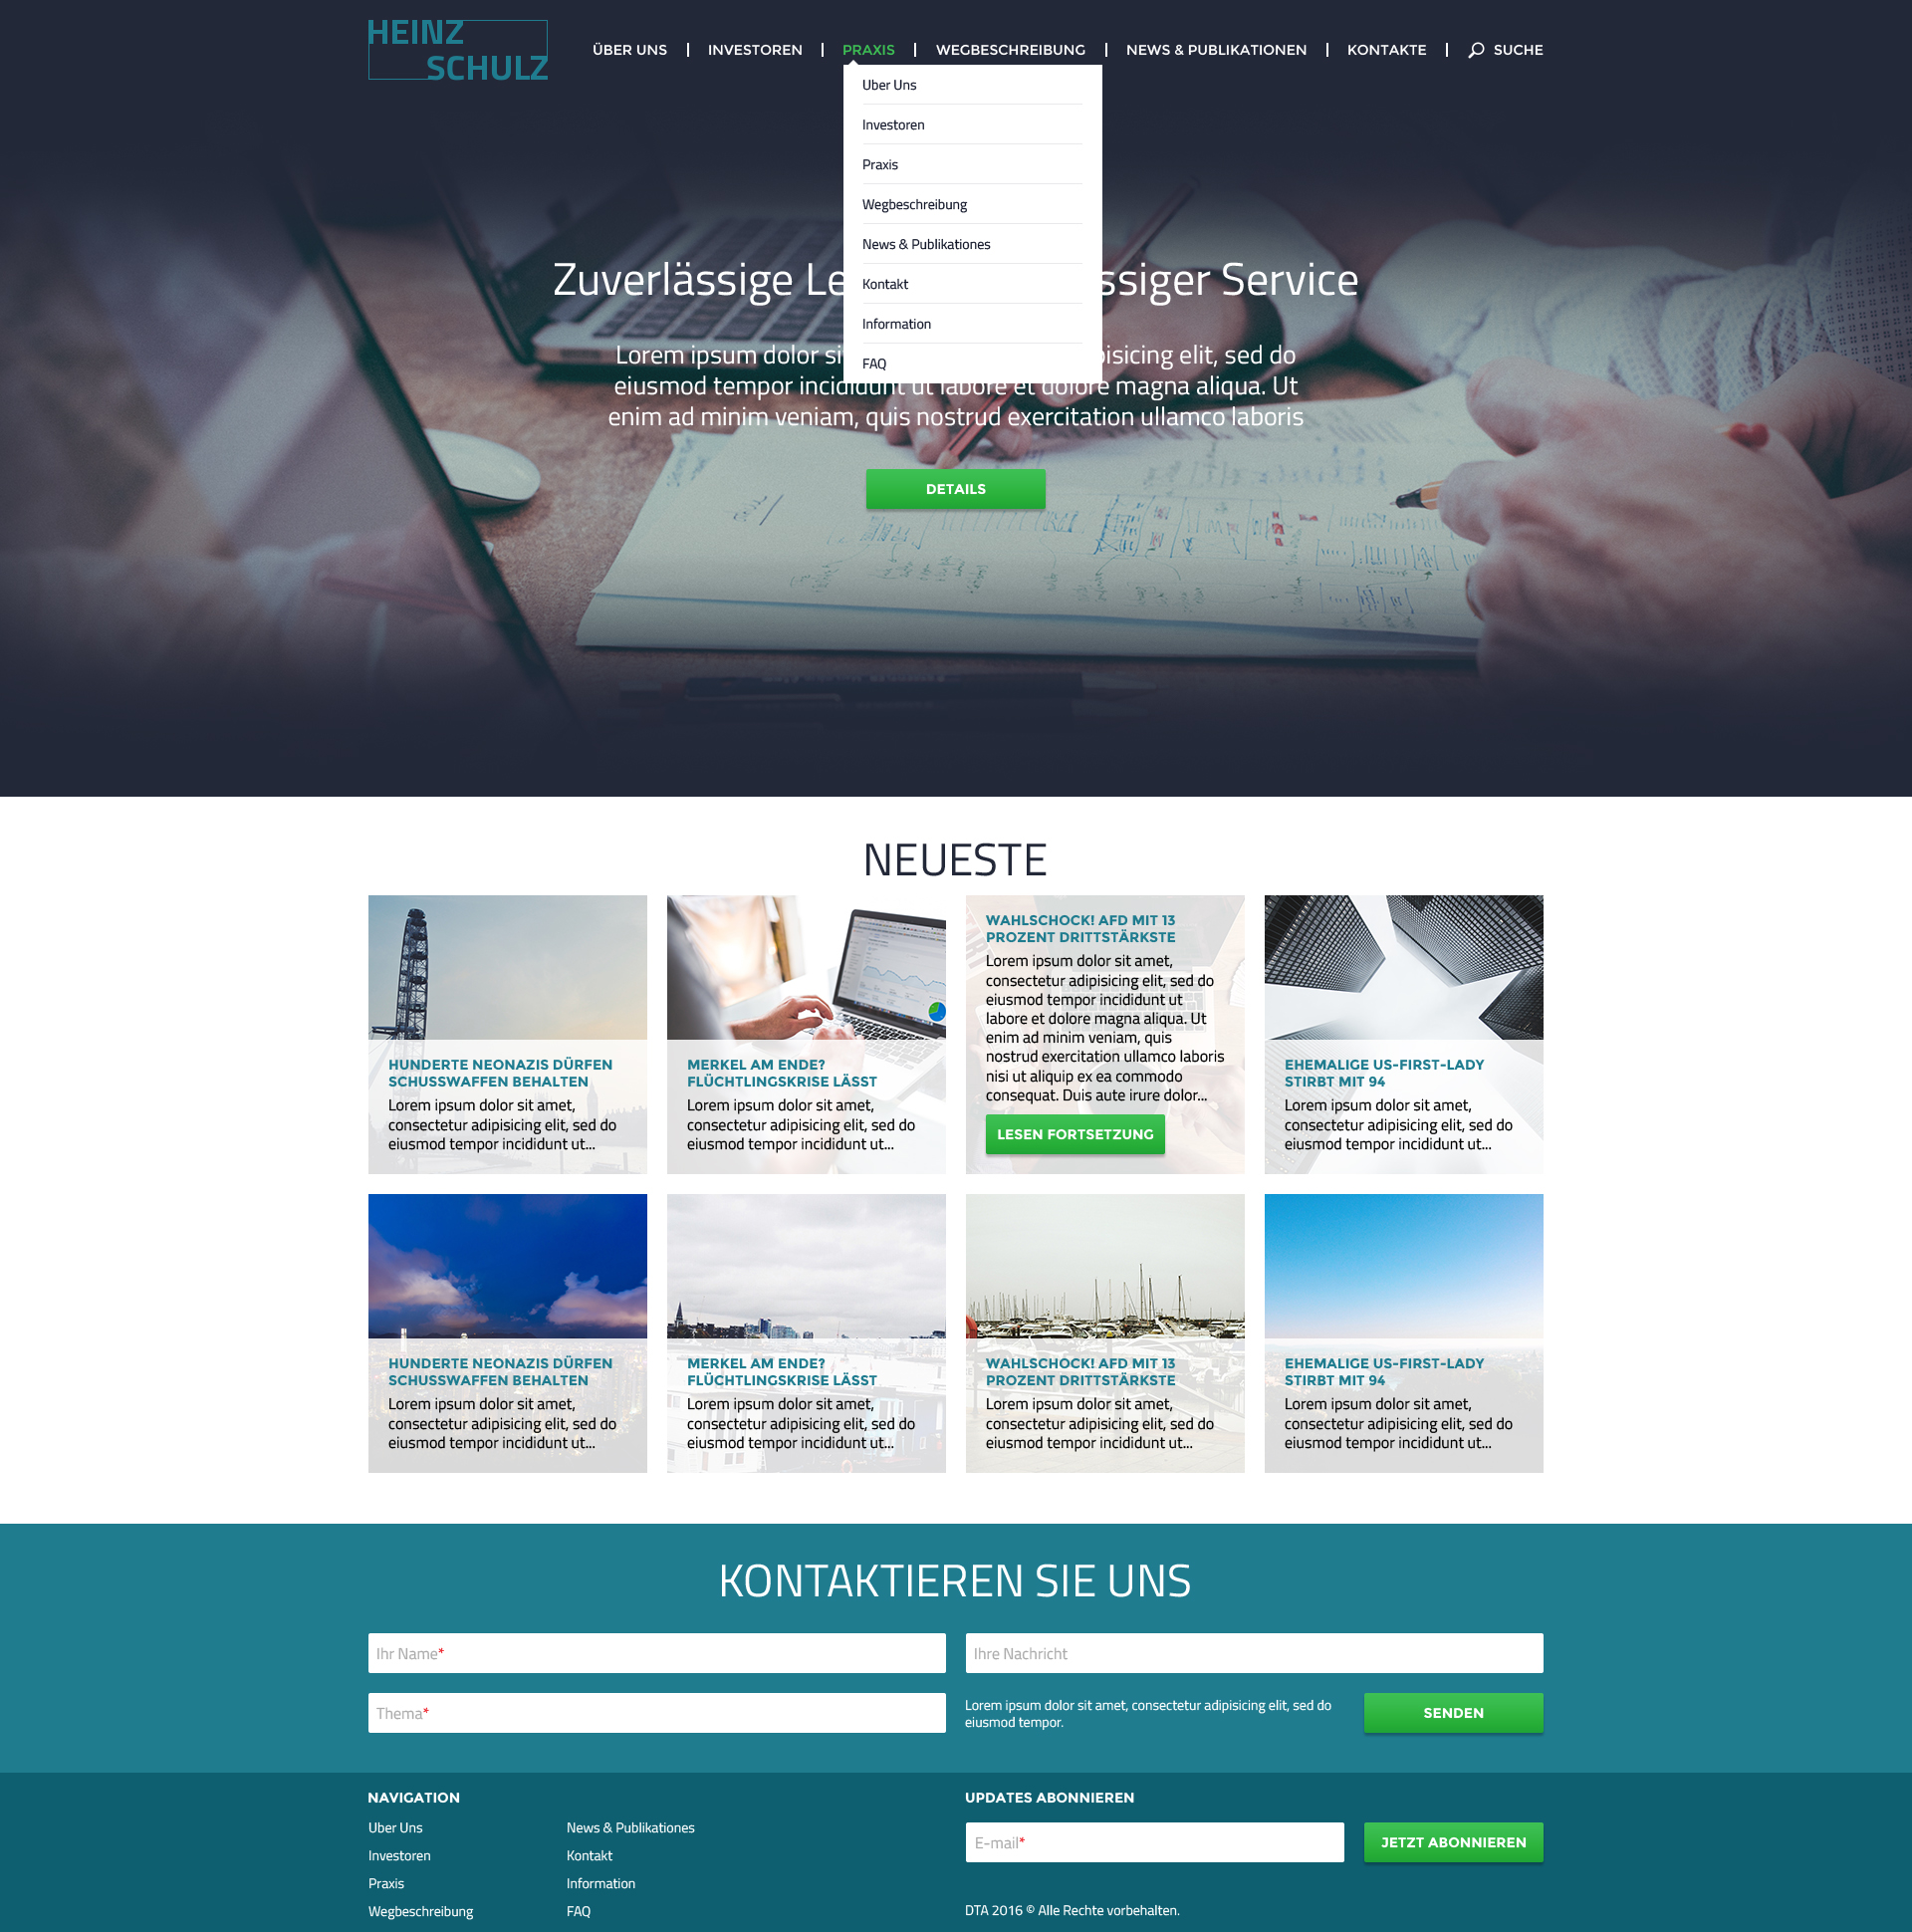 HEINZ
SCHULZ
ÜBER UNS
INVESTOREN
PRAXIS
WEGBESCHREIBUNG
NEWS & PUBLIKATIONEN
KONTAKTE
SUCHE
Uber Uns
Investoren
Praxis
Wegbeschreibung
News & Publikationes
Kontakt
Information
FAQ
Zuverlässige Le ssiger Service
Lorem ipsum dolor si pisicing elit, sed do
eiusmod tempor incididunt ut labore et dolore magna aliqua. Ut
enim ad minim veniam, quis nostrud exercitation ullamco laboris
DETAILS
NEUESTE
HUNDERTE NEONAZIS DÜRFEN
SCHUSSWAFFEN BEHALTEN
Lorem ipsum dolor sit amet,
consectetur adipisicing elit, sed do
eiusmod tempor incididunt ut...
MERKEL AM ENDE?
FLÜCHTLINGSKRISE LÄSST
Lorem ipsum dolor sit amet,
consectetur adipisicing elit, sed do
eiusmod tempor incididunt ut...
WAHLSCHOCK! AFD MIT 13
PROZENT DRITTSTÄRKSTE
Lorem ipsum dolor sit amet,
consectetur adipisicing elit, sed do
eiusmod tempor incididunt ut
labore et dolore magna aliqua. Ut
enim ad minim veniam, quis
nostrud exercitation ullamco laboris
nisi ut aliquip ex ea commodo
consequat. Duis aute irure dolor...
LESEN FORTSETZUNG
EHEMALIGE US-FIRST-LADY
STIRBT MIT 94
Lorem ipsum dolor sit amet,
consectetur adipisicing elit, sed do
eiusmod tempor incididunt ut...
HUNDERTE NEONAZIS DÜRFEN
SCHUSSWAFFEN BEHALTEN
Lorem ipsum dolor sit amet,
consectetur adipisicing elit, sed do
eiusmod tempor incididunt ut...
MERKEL AM ENDE?
FLÜCHTLINGSKRISE LÄSST
Lorem ipsum dolor sit amet,
consectetur adipisicing elit, sed do
eiusmod tempor incididunt ut...
WAHLSCHOCK! AFD MIT 13
PROZENT DRITTSTÄRKSTE
Lorem ipsum dolor sit amet,
consectetur adipisicing elit, sed do
eiusmod tempor incididunt ut...
EHEMALIGE US-FIRST-LADY
STIRBT MIT 94
Lorem ipsum dolor sit amet,
consectetur adipisicing elit, sed do
eiusmod tempor incididunt ut...
KONTAKTIEREN SIE UNS
Ihr Name*
Ihre Nachricht
Thema*
Lorem ipsum dolor sit amet, consectetur adipisicing elit, sed do
eiusmod tempor.
SENDEN
NAVIGATION
Uber Uns
Investoren
Praxis
Wegbeschreibung
News & Publikationes
Kontakt
Information
FAQ
UPDATES ABONNIEREN
E-mail*
JETZT ABONNIEREN
DTA 2016 © Alle Rechte vorbehalten.